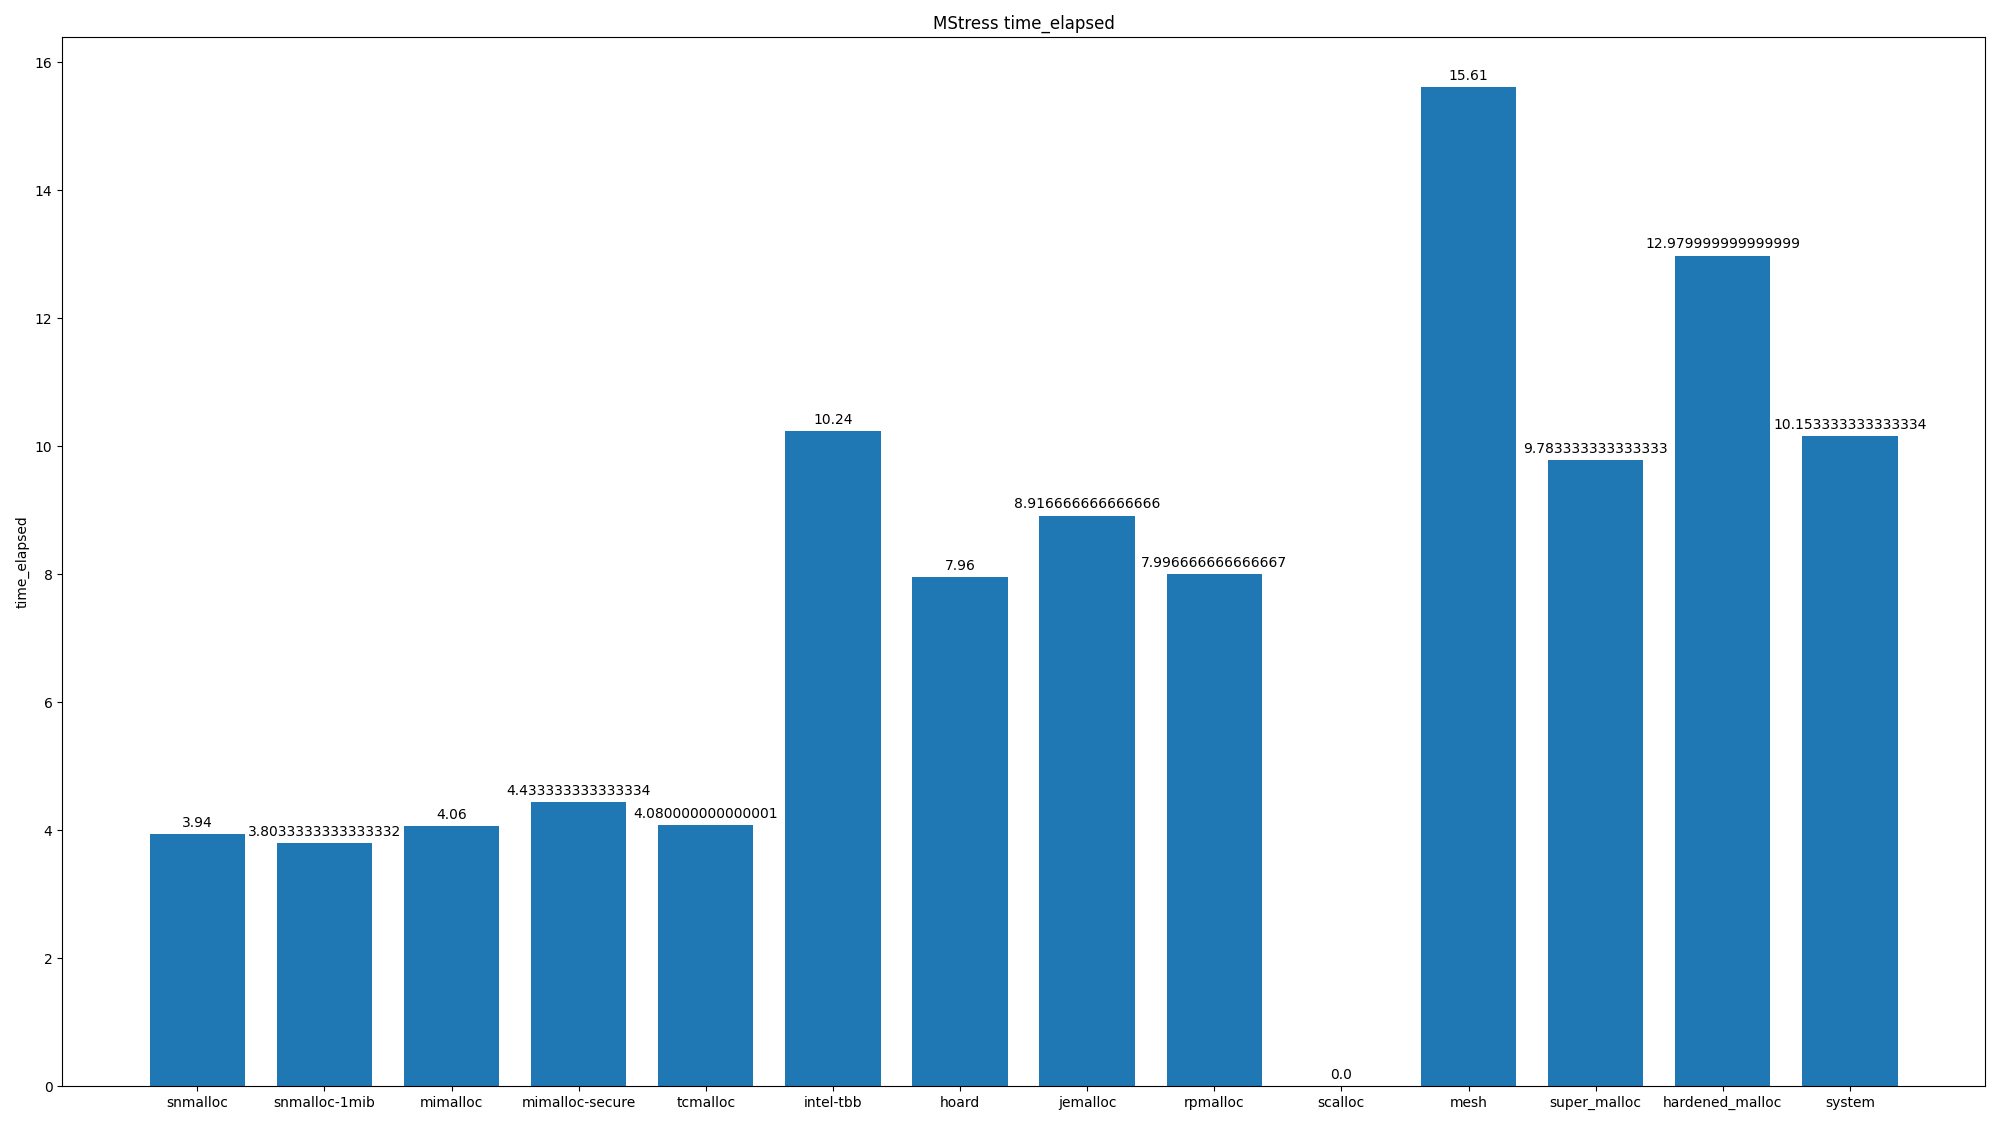 MStress time_elapsed
time_elapsed
16
14
12
10
8
6
4
2
0
3.94
3.8033333333333332
4.06
4.433333333333334
4.080000000000001
10.24
7.96
8.916666666666666
7.996666666666667
0.0
15.61
9.783333333333333
12.979999999999999
10.153333333333334
snmalloc
snmalloc-1mib
mimalloc
mimalloc-secure
tcmalloc
intel-tbb
hoard
jemalloc
rpmalloc
scalloc
mesh
super_malloc
hardened_malloc
system